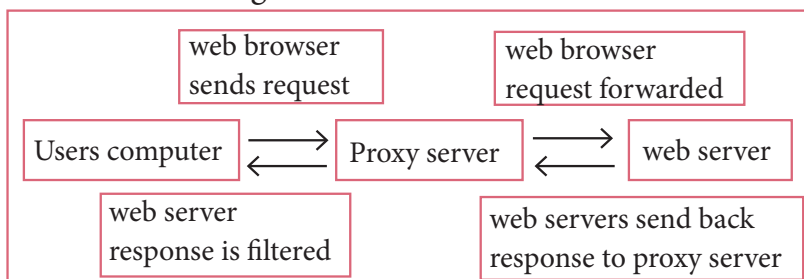 web browser
sends request
web browser
request forwarded
Users computer
Proxy server
web server
web server
response is filtered
web servers send back
response to proxy server